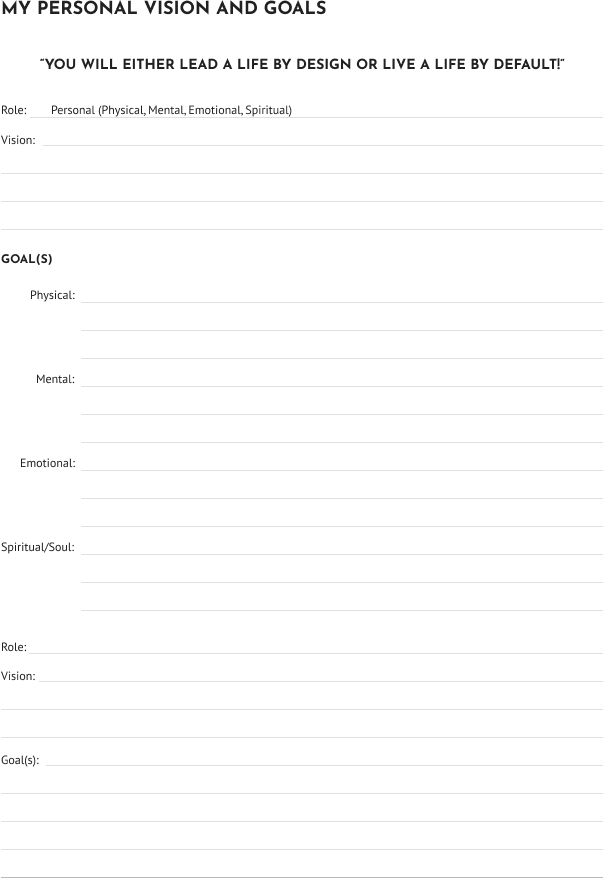 MY PERSONAL VISION AND GOALS
"YOU WILL EITHER LEAD A LIFE BY DESIGN OR LIVE A LIFE BY DEFAULT!"
Role: Personal (Physical, Mental, Emotional, Spiritual)
Vision:
GOAL(S)
Physical:
Mental:
Emotional:
Spiritual/Soul:
Role:
Vision:
Goal(s):